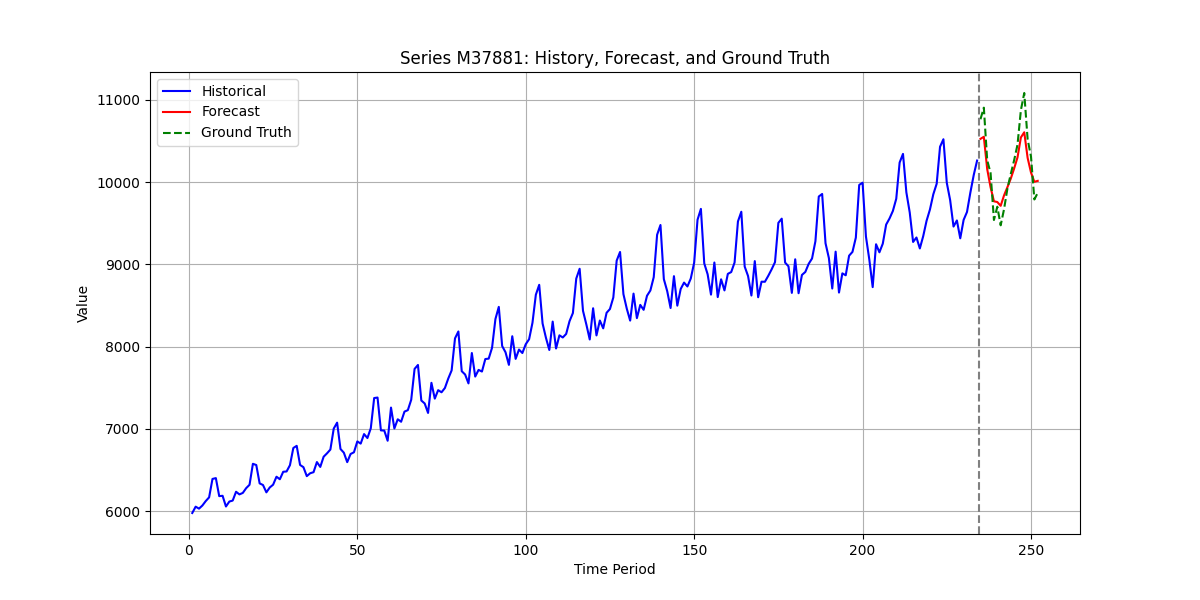 Series M37881: History, Forecast, and Ground Truth
Historical
Forecast
Ground Truth
11000
10000
9000
8000
7000
6000
Value
0 50 100 150 200 250
Time Period